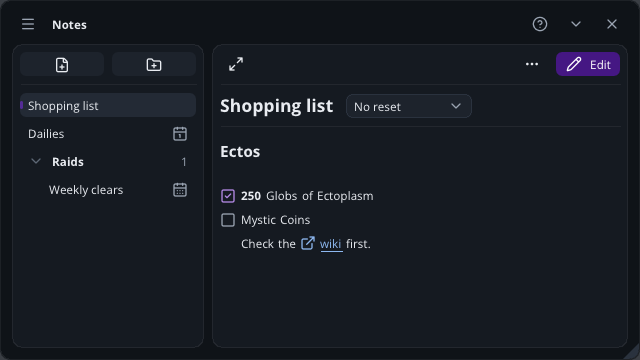 Notes
Edit
Shopping list
Dailies
Raids 1
Weekly clears
Shopping list No reset
Ectos
250 Globs of Ectoplasm
Mystic Coins
Check the wiki first.